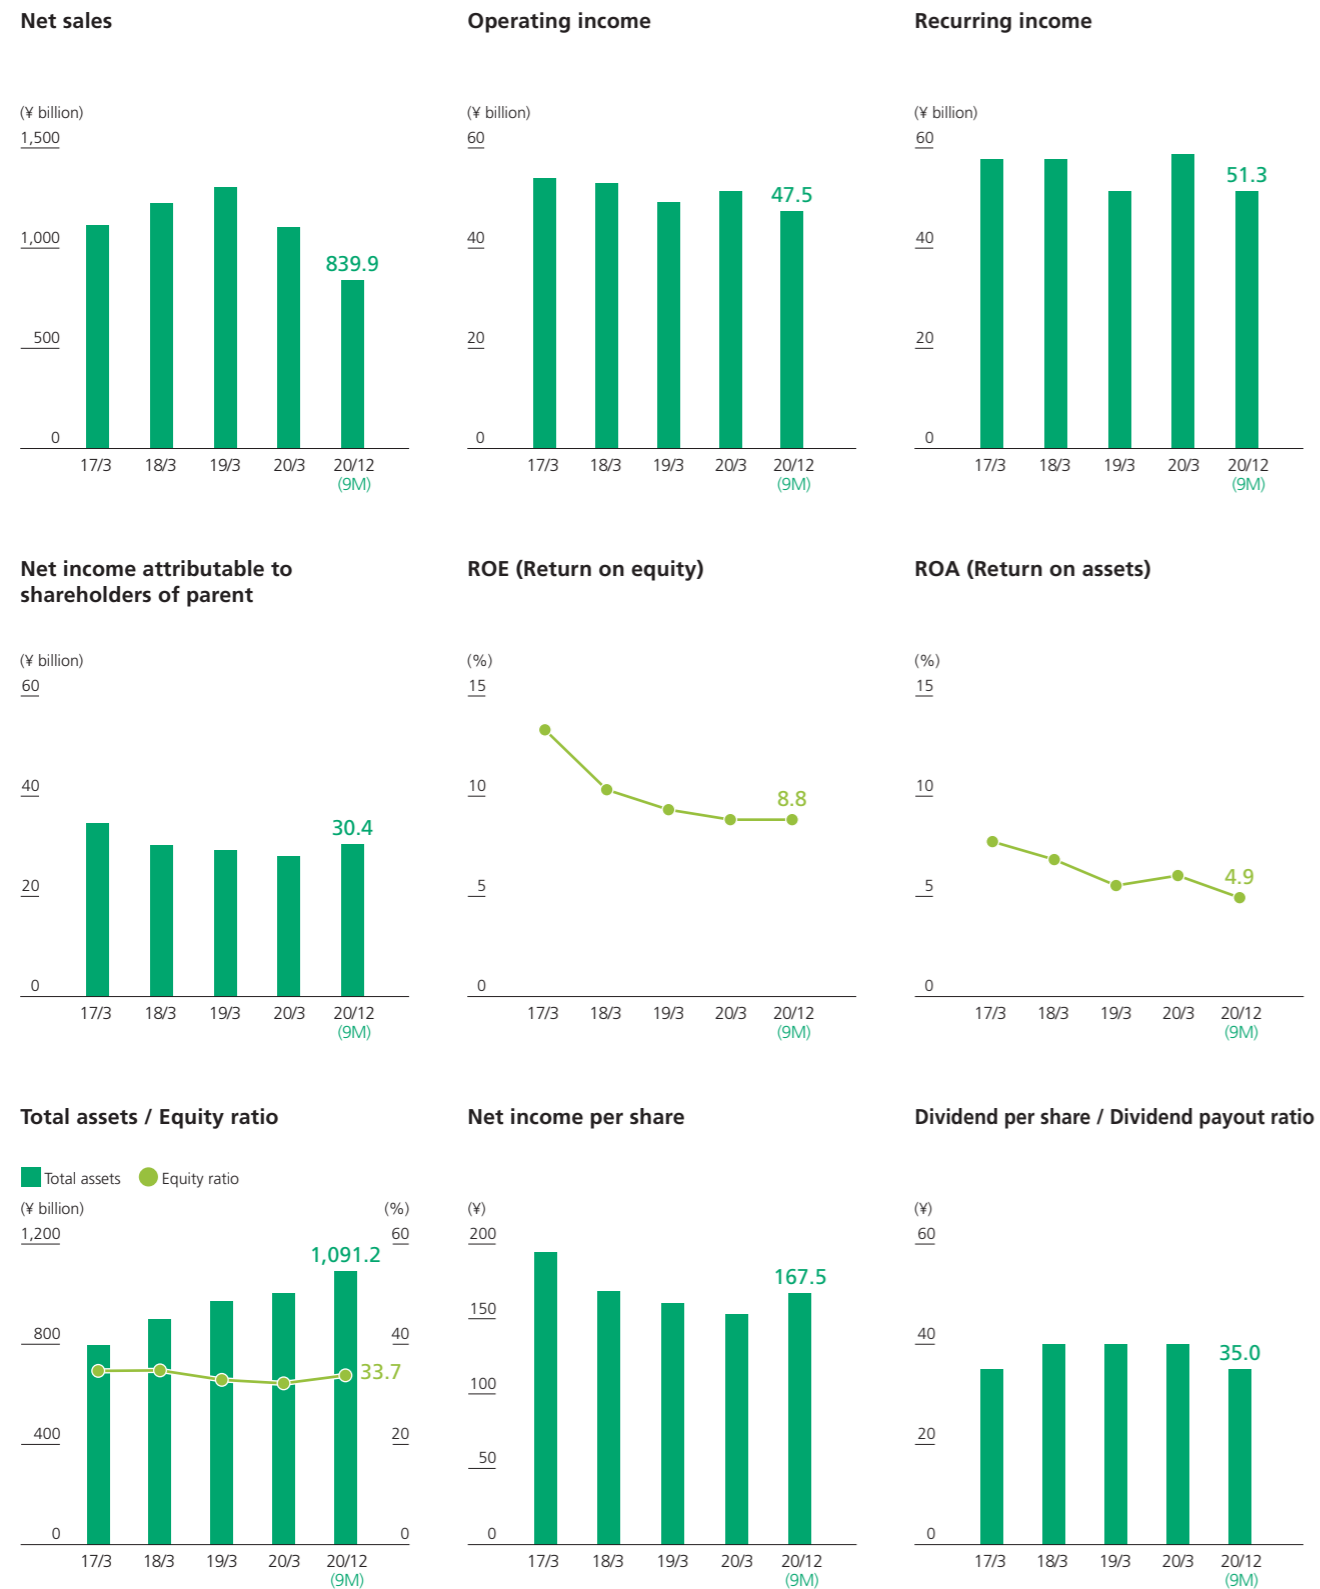 Net sales
(¥ billion)
1,500
1,000
500
0
839.9
17/3 18/3 19/3 20/3 20/12
(9M)
Operating income
(¥ billion)
60
40
20
0
47.5
17/3 18/3 19/3 20/3 20/12
(9M)
Recurring income
(¥ billion)
60
40
20
0
51.3
17/3 18/3 19/3 20/3 20/12
(9M)
Net income attributable to
shareholders of parent
(¥ billion)
60
40
20
0
30.4
17/3 18/3 19/3 20/3 20/12
(9M)
ROE (Return on equity)
(%)
15
10
5
0
8.8
17/3 18/3 19/3 20/3 20/12
(9M)
ROA (Return on assets)
(%)
15
10
5
0
4.9
17/3 18/3 19/3 20/3 20/12
(9M)
Total assets / Equity ratio
Total assets Equity ratio
(¥ billion) (%)
1,200 60
1,091.2
800 40
33.7
400 20
0 0
17/3 18/3 19/3 20/3 20/12
(9M)
Net income per share
(¥)
200
150
100
50
0
167.5
17/3 18/3 19/3 20/3 20/12
(9M)
Dividend per share / Dividend payout ratio
(¥)
60
40
20
0
35.0
17/3 18/3 19/3 20/3 20/12
(9M)